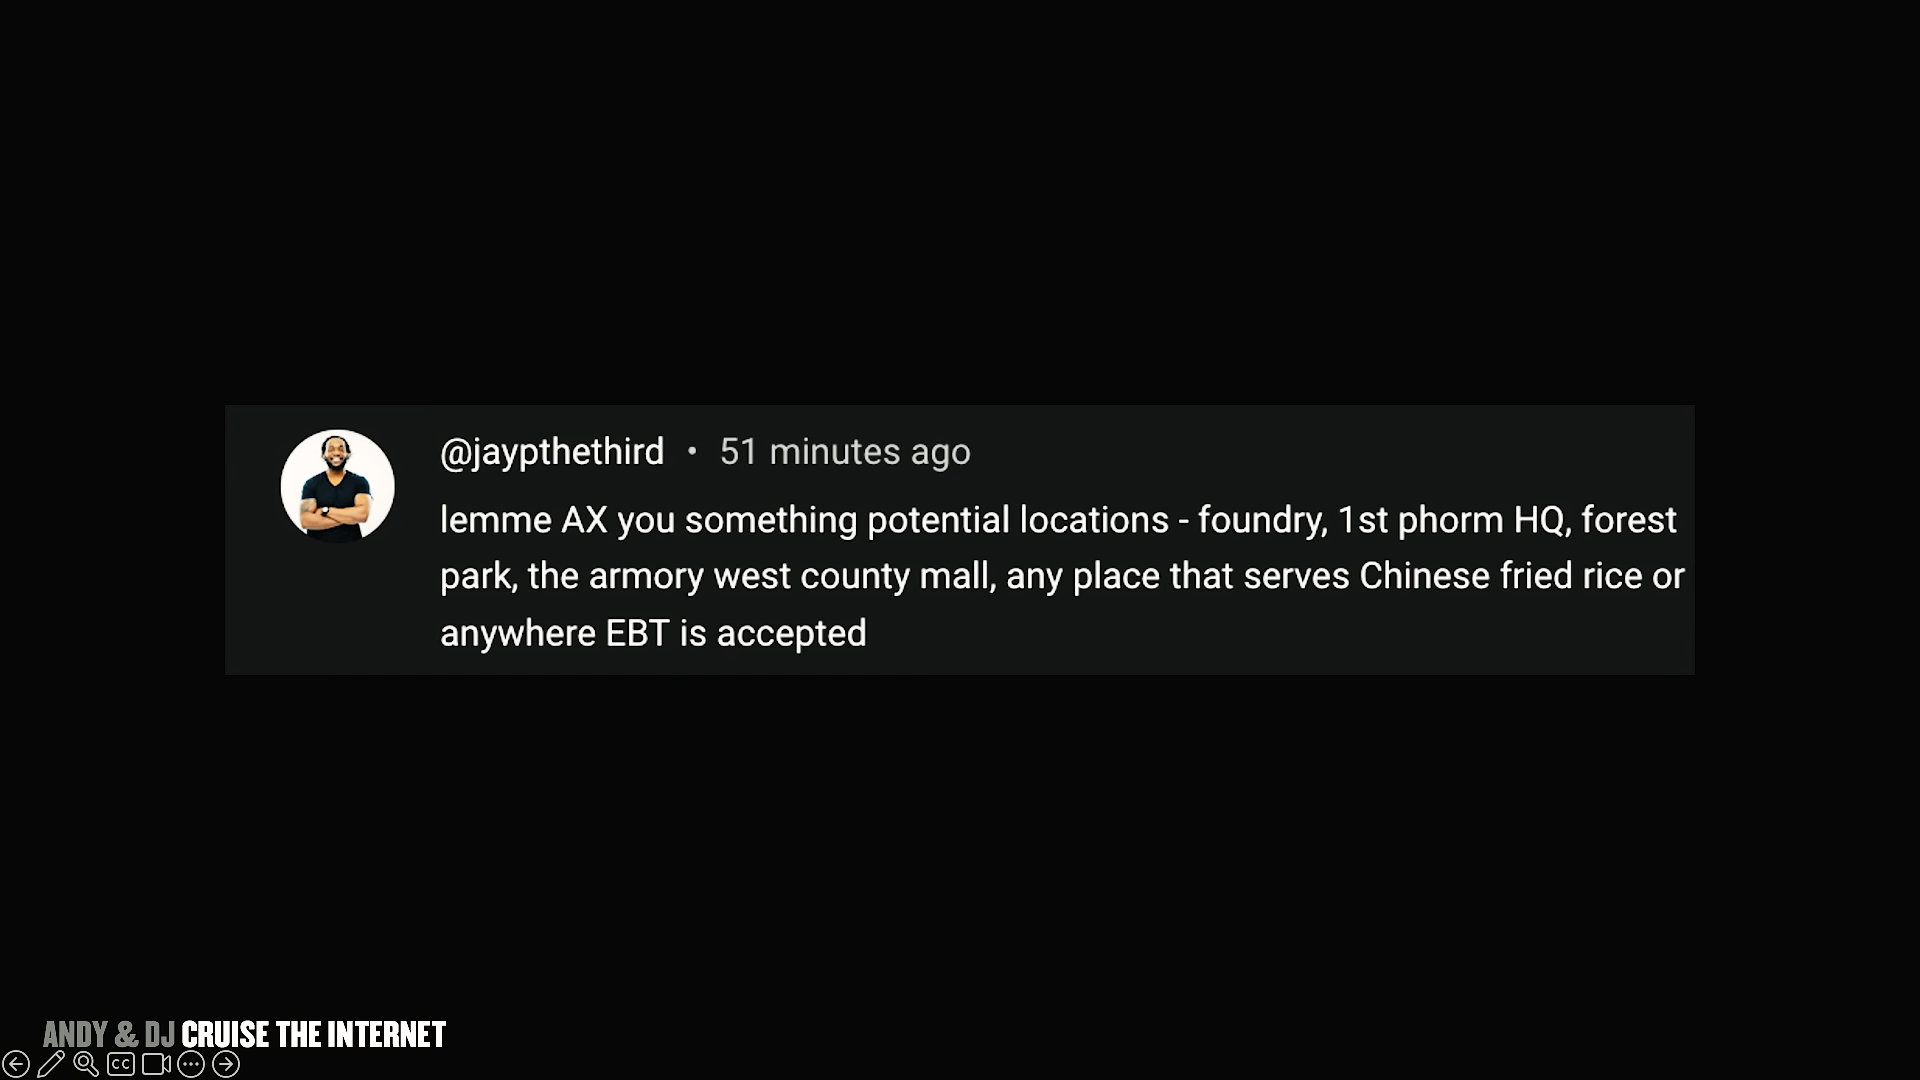 @jaypthethird • 51 minutes ago
lemme AX you something potential locations - foundry, 1st phorm HQ, forest
park, the armory west county mall, any place that serves Chinese fried rice or
anywhere EBT is accepted
ANDY & DJ CRUISE THE INTERNET
CC